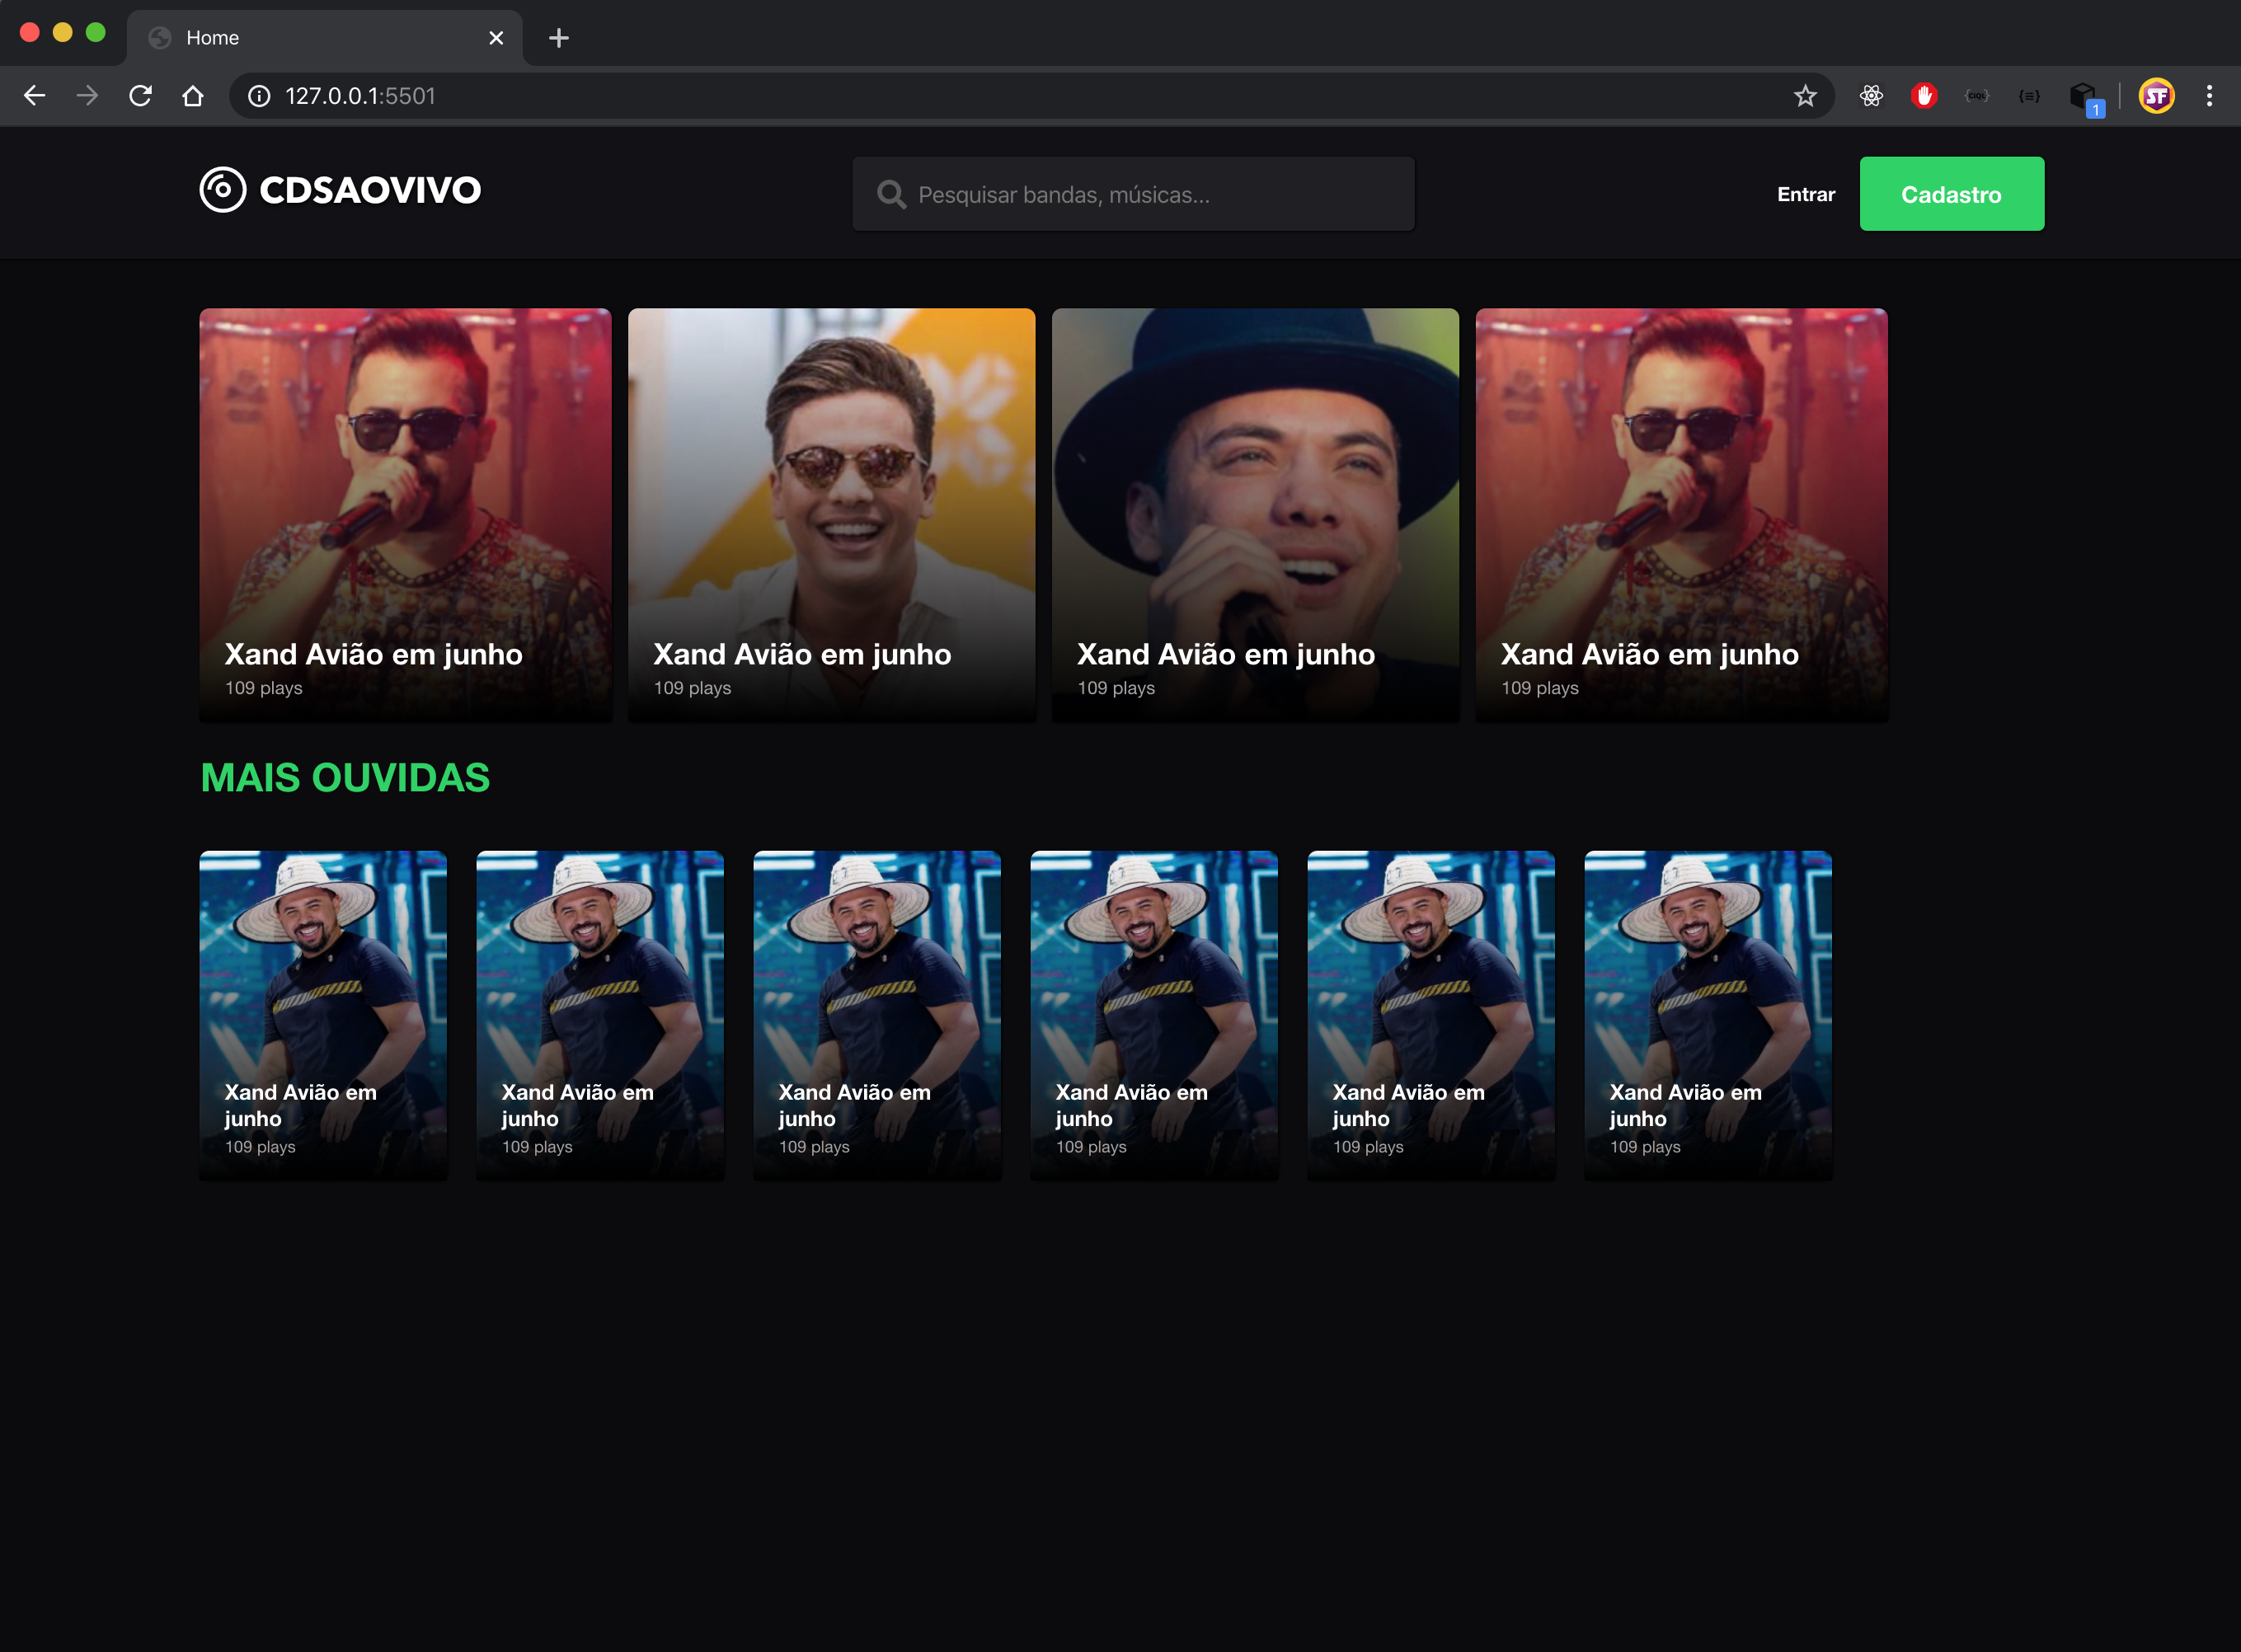 Home
127.0.0.1:5501
1
SF
CDSAOVIVO
Pesquisar bandas, músicas...
Entrar
Cadastro
Xand Avião em junho
109 plays
Xand Avião em junho
109 plays
Xand Avião em junho
109 plays
Xand Avião em junho
109 plays
MAIS OUVIDAS
Xand Avião em
junho
109 plays
Xand Avião em
junho
109 plays
Xand Avião em
junho
109 plays
Xand Avião em
junho
109 plays
Xand Avião em
junho
109 plays
Xand Avião em
junho
109 plays